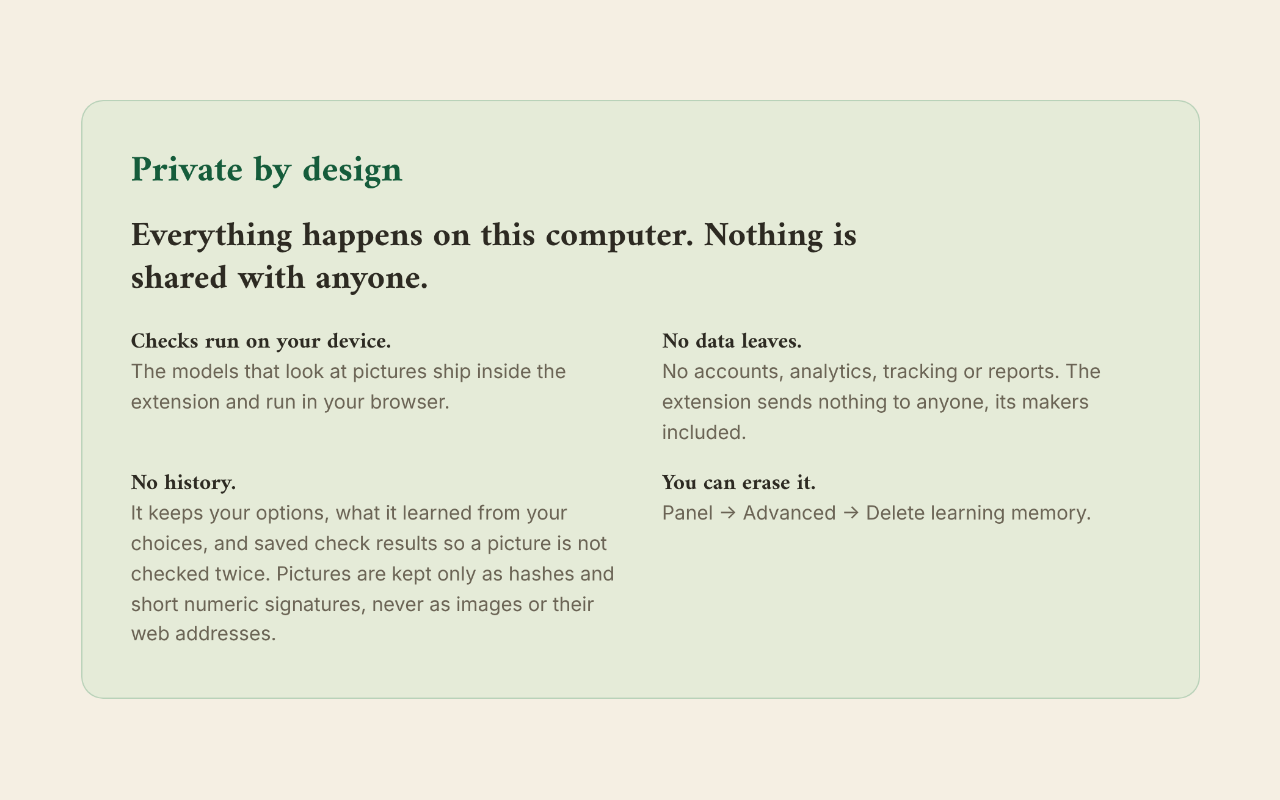 Private by design
Everything happens on this computer. Nothing is
shared with anyone.
Checks run on your device.
The models that look at pictures ship inside the
extension and run in your browser.
No data leaves.
No accounts, analytics, tracking or reports. The
extension sends nothing to anyone, its makers
included.
No history.
It keeps your options, what it learned from your
choices, and saved check results so a picture is not
checked twice. Pictures are kept only as hashes and
short numeric signatures, never as images or their
web addresses.
You can erase it.
Panel → Advanced → Delete learning memory.